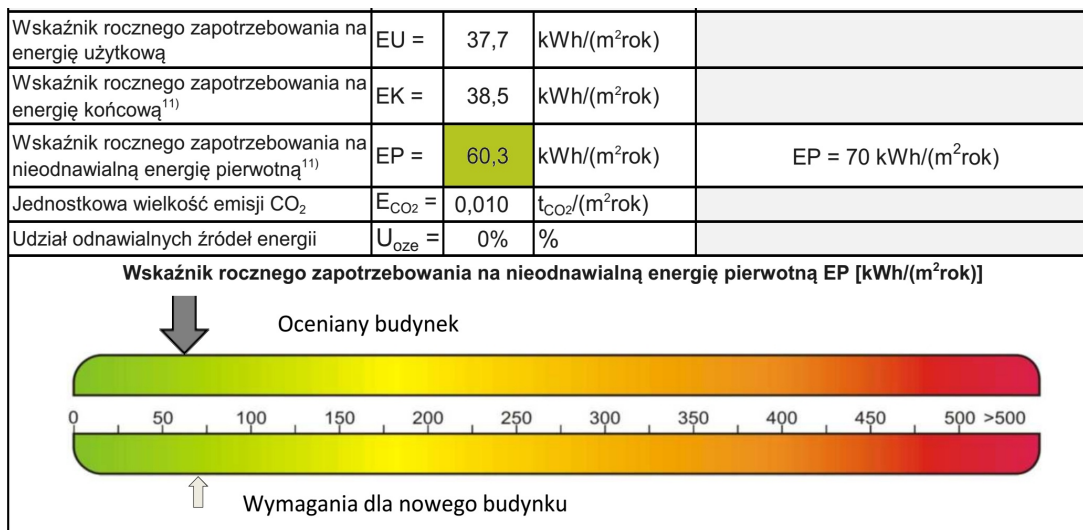 Wskaźnik rocznego zapotrzebowania na
energię użytkową
EU = 37,7 kWh/(m²rok)
Wskaźnik rocznego zapotrzebowania na
energię końcową¹¹⁾
EK = 38,5 kWh/(m²rok)
Wskaźnik rocznego zapotrzebowania na
nieodnawialną energię pierwotną¹¹⁾
EP = 60,3 kWh/(m²rok) EP = 70 kWh/(m²rok)
Jednostkowa wielkość emisji CO₂ E_CO₂ = 0,010 t_CO₂/(m²rok)
Udział odnawialnych źródeł energii U_oze = 0% %
Wskaźnik rocznego zapotrzebowania na nieodnawialną energię pierwotną EP [kWh/(m²rok)]
Oceniany budynek
0 50 100 150 200 250 300 350 400 450 500 >500
Wymagania dla nowego budynku